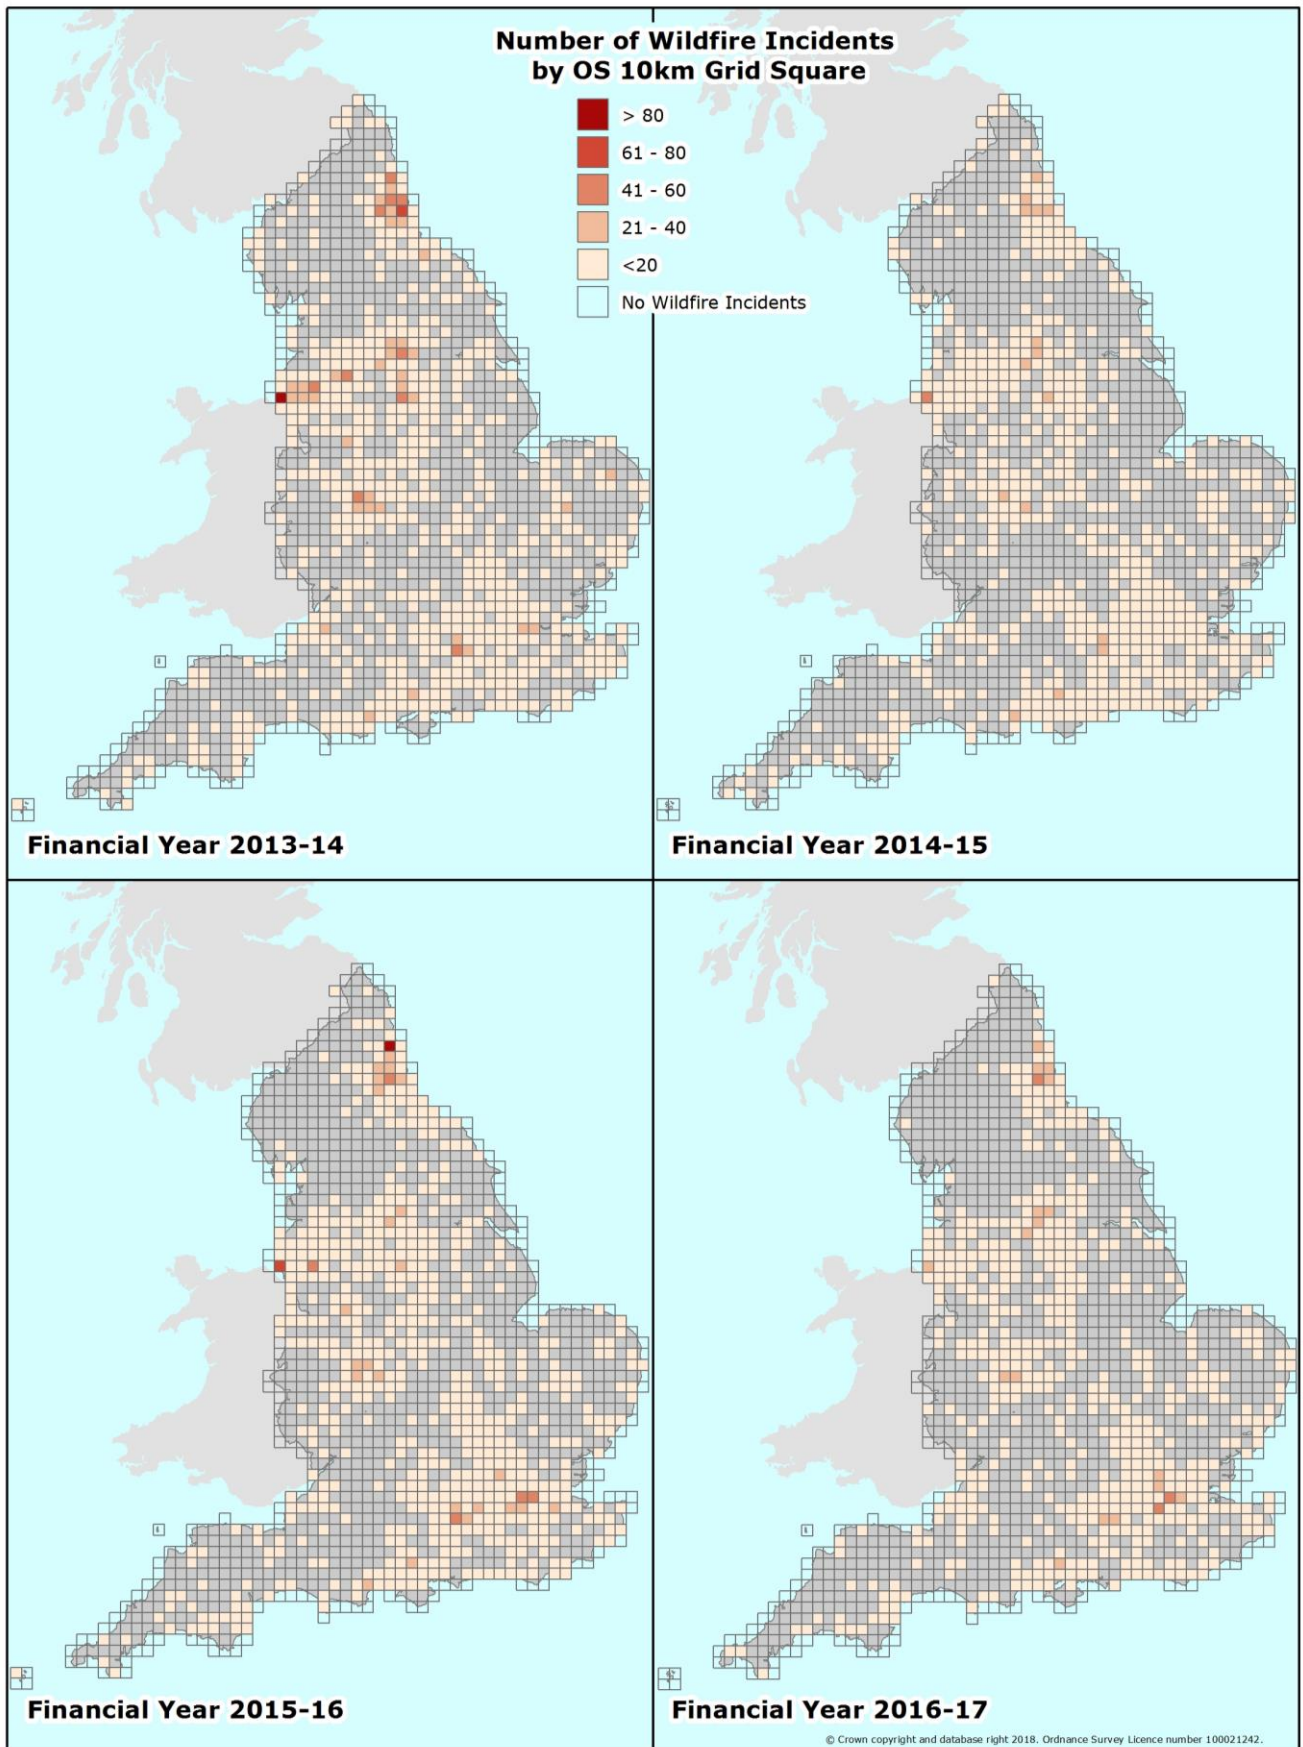 Number of Wildfire Incidents
by OS 10km Grid Square
> 80
61 - 80
41 - 60
21 - 40
<20
No Wildfire Incidents
Financial Year 2013-14
Financial Year 2014-15
Financial Year 2015-16
Financial Year 2016-17
© Crown copyright and database right 2018. Ordnance Survey Licence number 100021242.